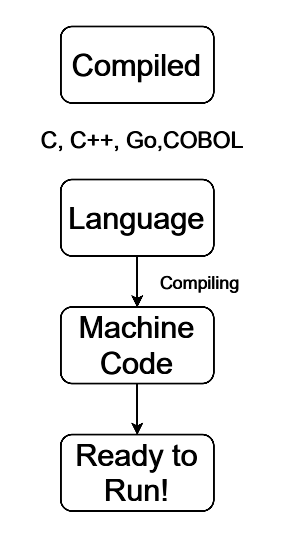 Compiled
C, C++, Go,COBOL
Language
Compiling
Machine
Code
Ready to
Run!